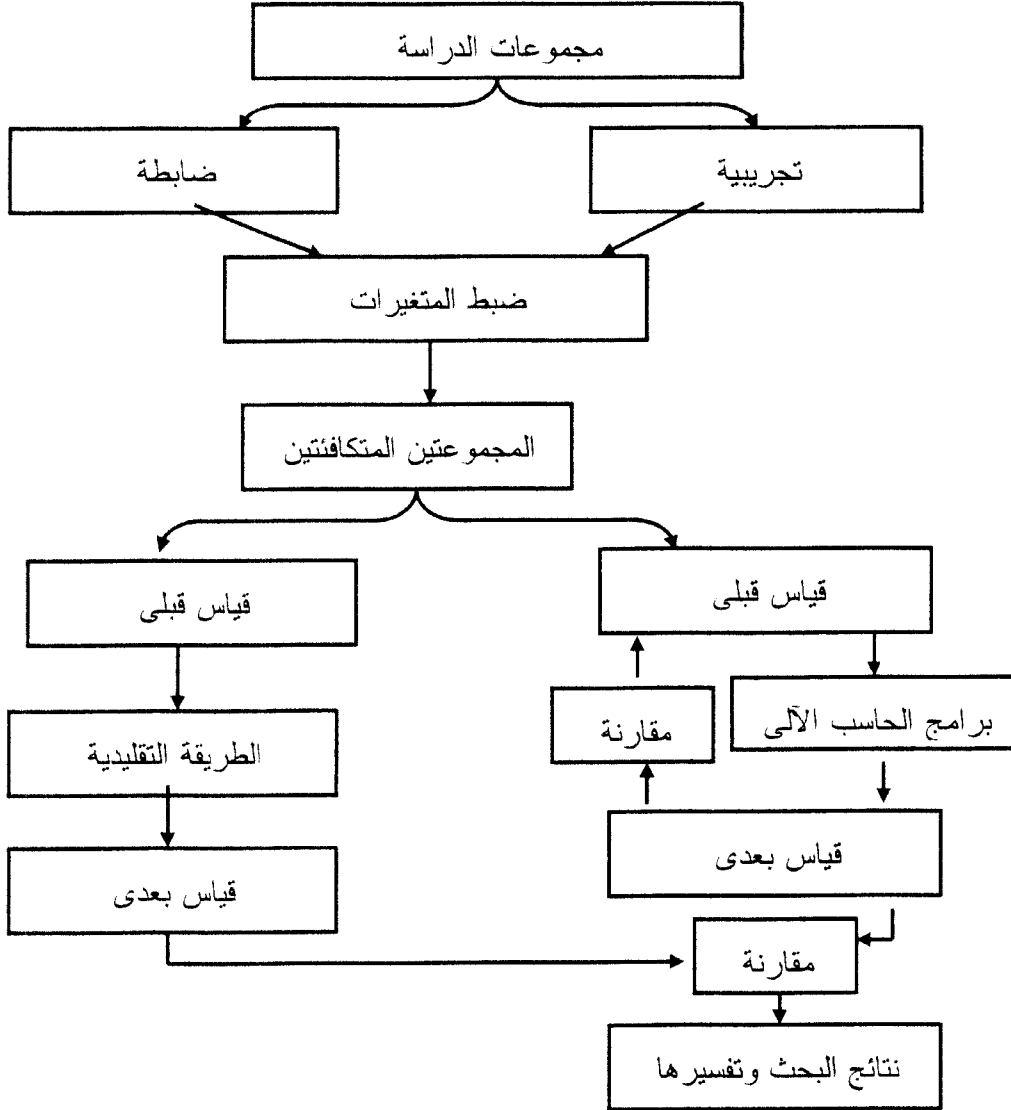 مجموعات الدراسة
تجريبية
ضابطة
ضبط المتغيرات
المجموعتين المتكافئتين
قياس قبلى
قياس قبلى
برامج الحاسب الآلى
مقارنة
الطريقة التقليدية
قياس بعدى
قياس بعدى
مقارنة
نتائج البحث وتفسيرها